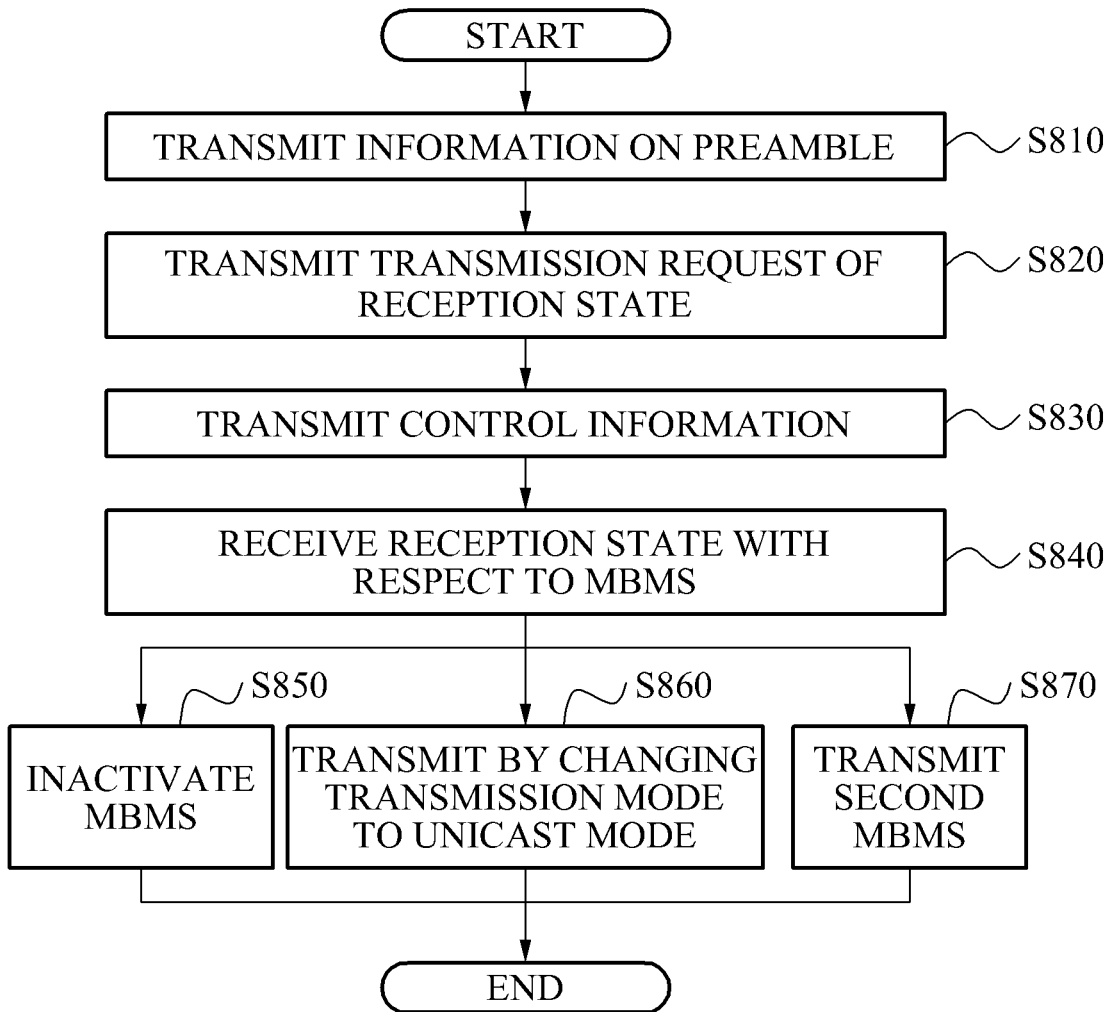 START
TRANSMIT INFORMATION ON PREAMBLE
S810
TRANSMIT TRANSMISSION REQUEST OF
RECEPTION STATE
S820
TRANSMIT CONTROL INFORMATION
S830
RECEIVE RECEPTION STATE WITH
RESPECT TO MBMS
S840
S850
INACTIVATE
MBMS
S860
TRANSMIT BY CHANGING
TRANSMISSION MODE
TO UNICAST MODE
S870
TRANSMIT
SECOND
MBMS
END